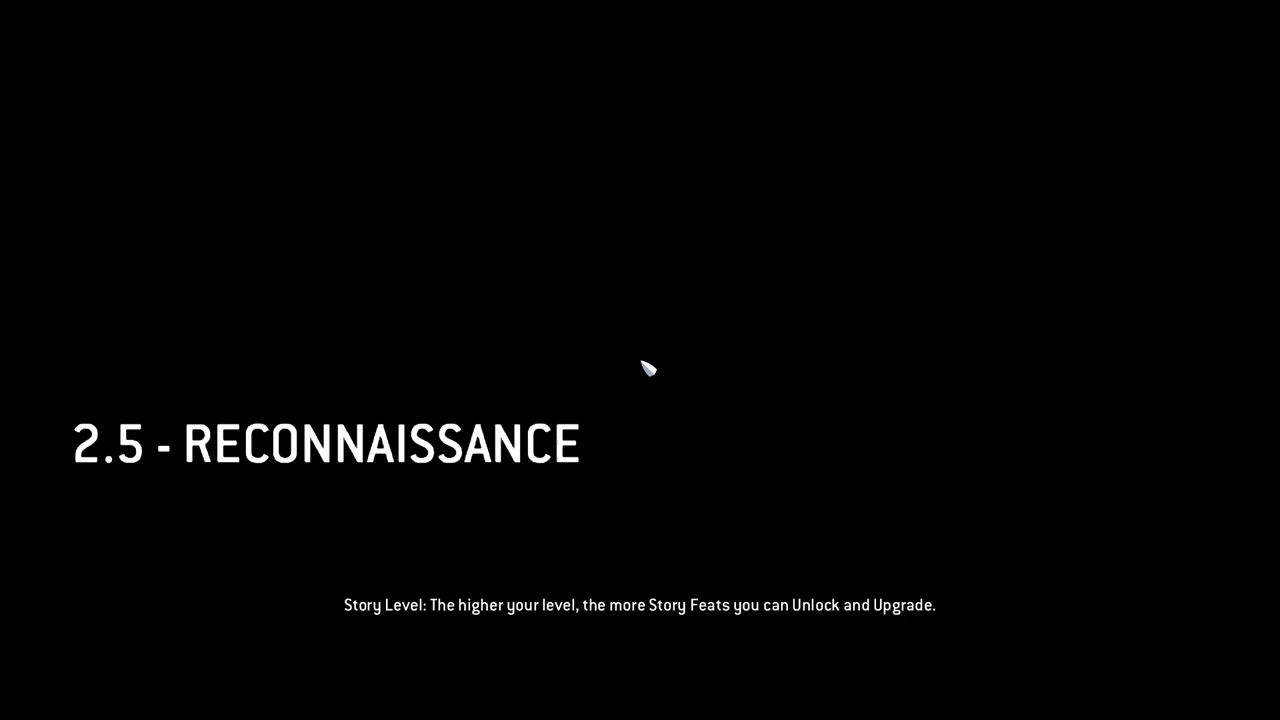 2.5 - RECONNAISSANCE
Story Level: The higher your level, the more Story Feats you can Unlock and Upgrade.